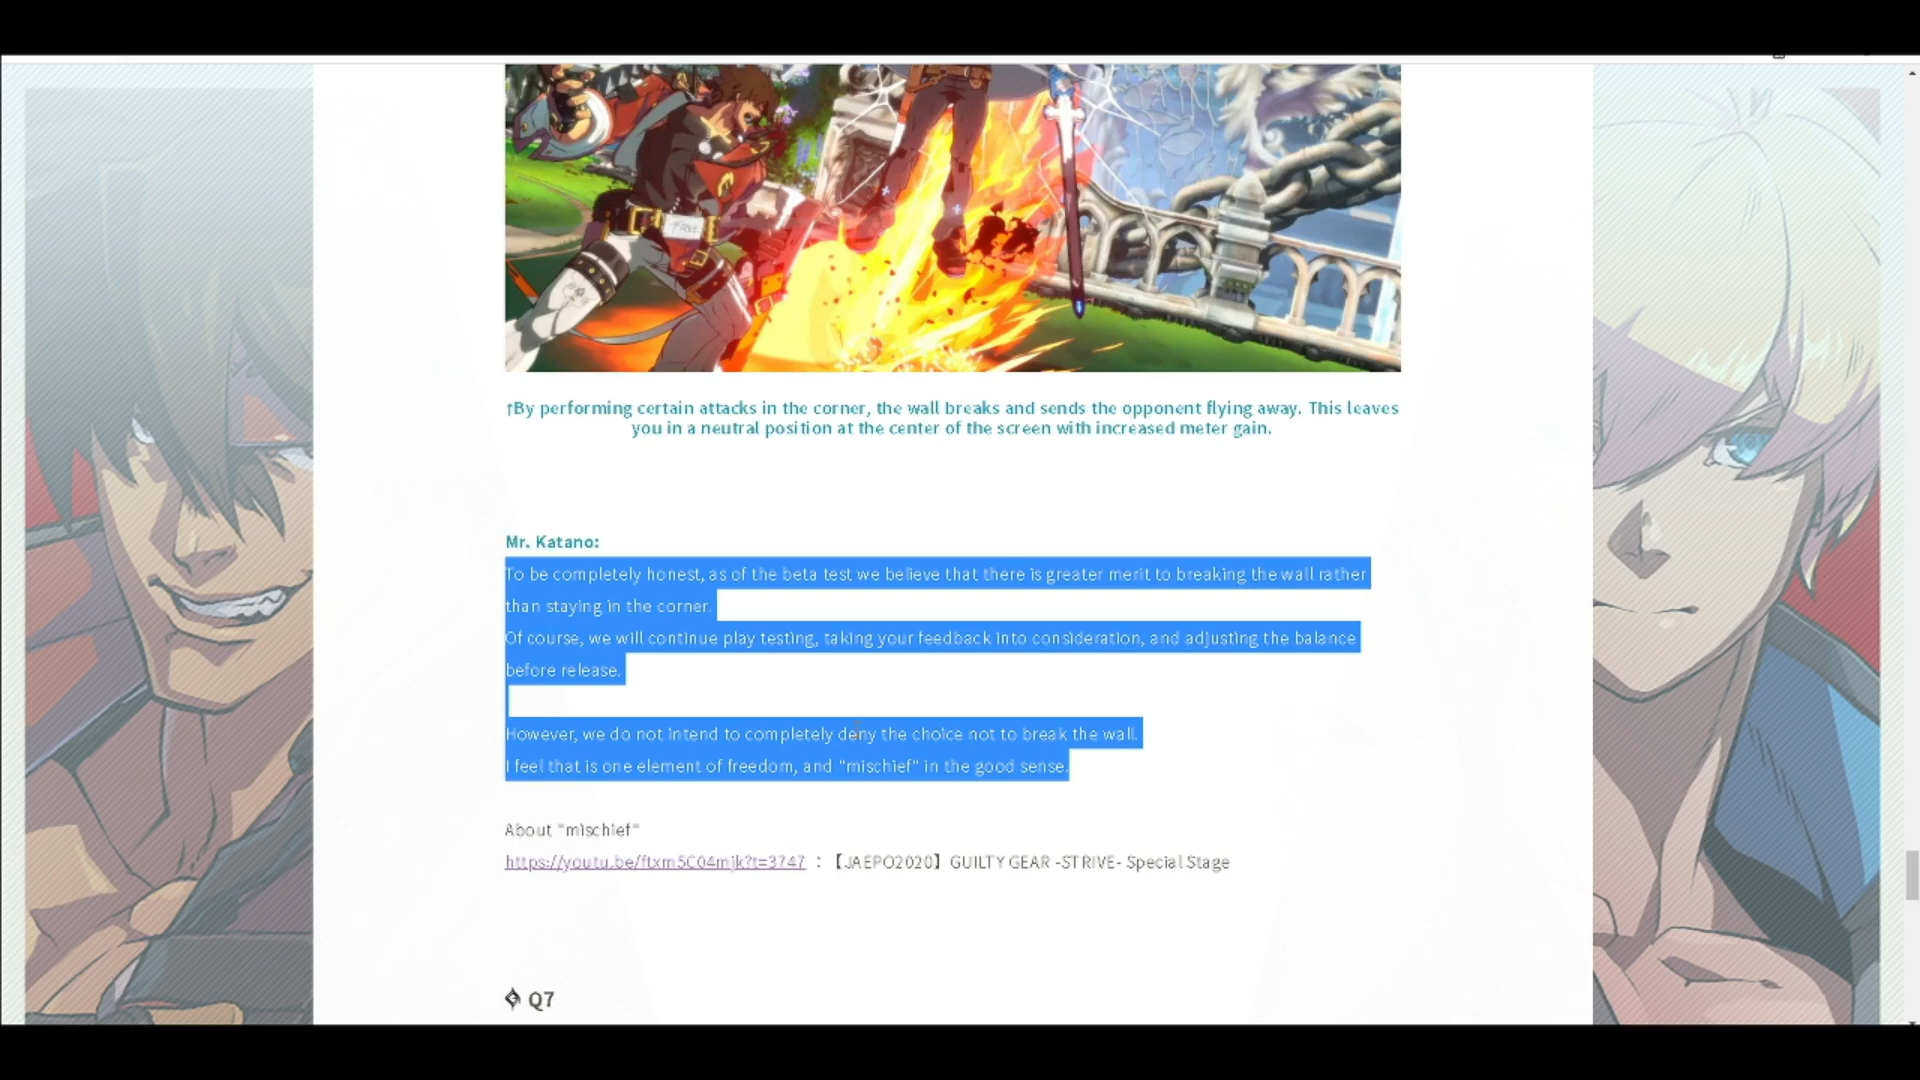 ↑By performing certain attacks in the corner, the wall breaks and sends the opponent flying away. This leaves
you in a neutral position at the center of the screen with increased meter gain.
Mr. Katano:
To be completely honest, as of the beta test we believe that there is greater merit to breaking the wall rather
than staying in the corner.
Of course, we will continue play testing, taking your feedback into consideration, and adjusting the balance
before release.
However, we do not intend to completely deny the choice not to break the wall.
I feel that is one element of freedom, and "mischief" in the good sense.
About "mischief"
https://youtu.be/ftxm5C04mjk?t=3747 : 【JAEPO2020】GUILTY GEAR -STRIVE- Special Stage
Q7